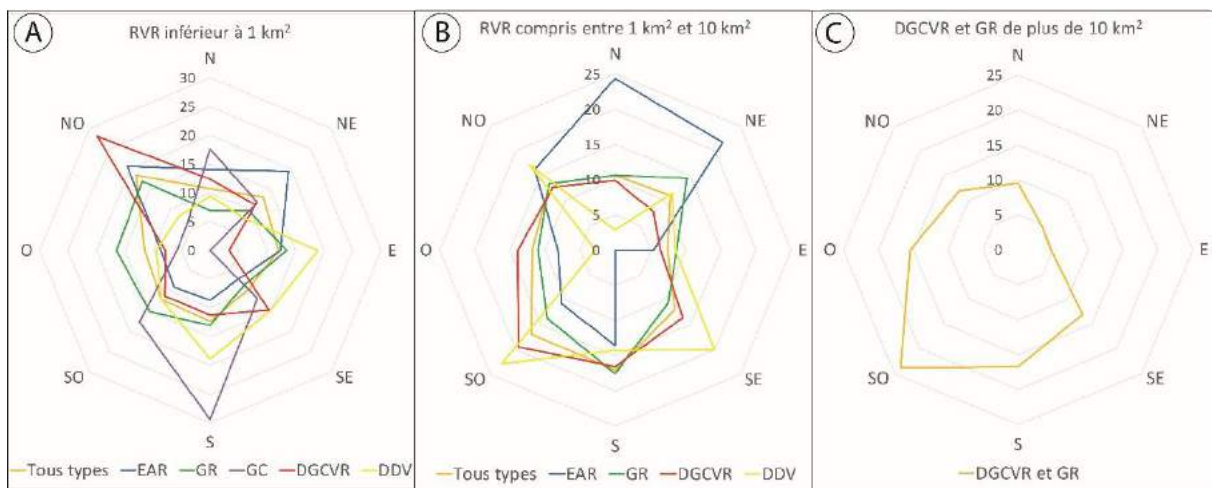 A
RVR inférieur à 1 km²
N
30
25
20
15
10
5
0
NO
NE
O
E
SO
SE
S
Tous types EAR GR GC DGCVR DDV
B
RVR compris entre 1 km² et 10 km²
N
25
20
15
10
5
0
NO
NE
O
E
SO
SE
S
Tous types EAR GR DGCVR DDV
C
DGCVR et GR de plus de 10 km²
N
25
20
15
10
5
0
NO
NE
O
E
SO
SE
S
DGCVR et GR